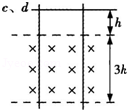 c、d
h
× × × ×
3h
× × × ×
× × × ×